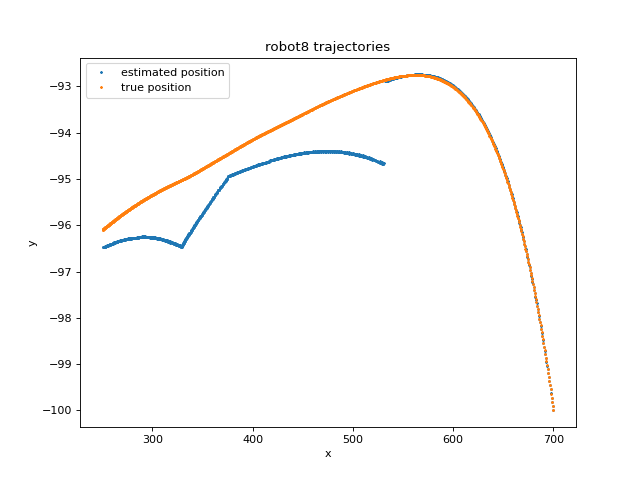 robot8 trajectories
estimated position
true position
−93
−94
−95
−96
−97
−98
−99
−100
y
300 400 500 600 700
x